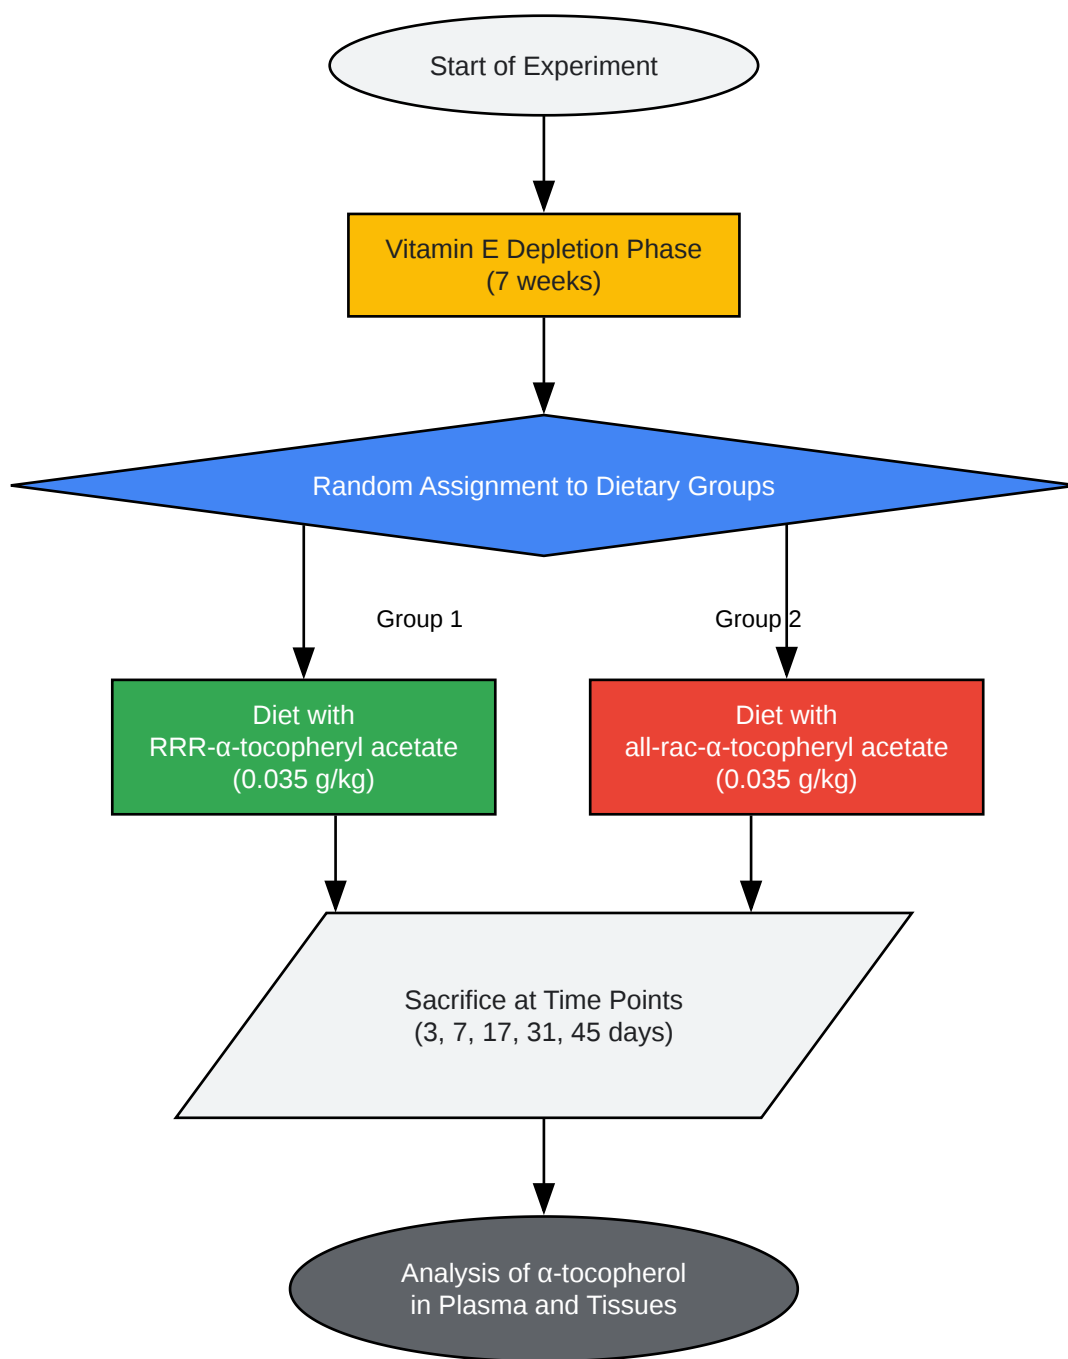 Start of Experiment
Vitamin E Depletion Phase
(7 weeks)
Random Assignment to Dietary Groups
Group 1
Group 2
Diet with
RRR-α-tocopheryl acetate
(0.035 g/kg)
Diet with
all-rac-α-tocopheryl acetate
(0.035 g/kg)
Sacrifice at Time Points
(3, 7, 17, 31, 45 days)
Analysis of α-tocopherol
in Plasma and Tissues